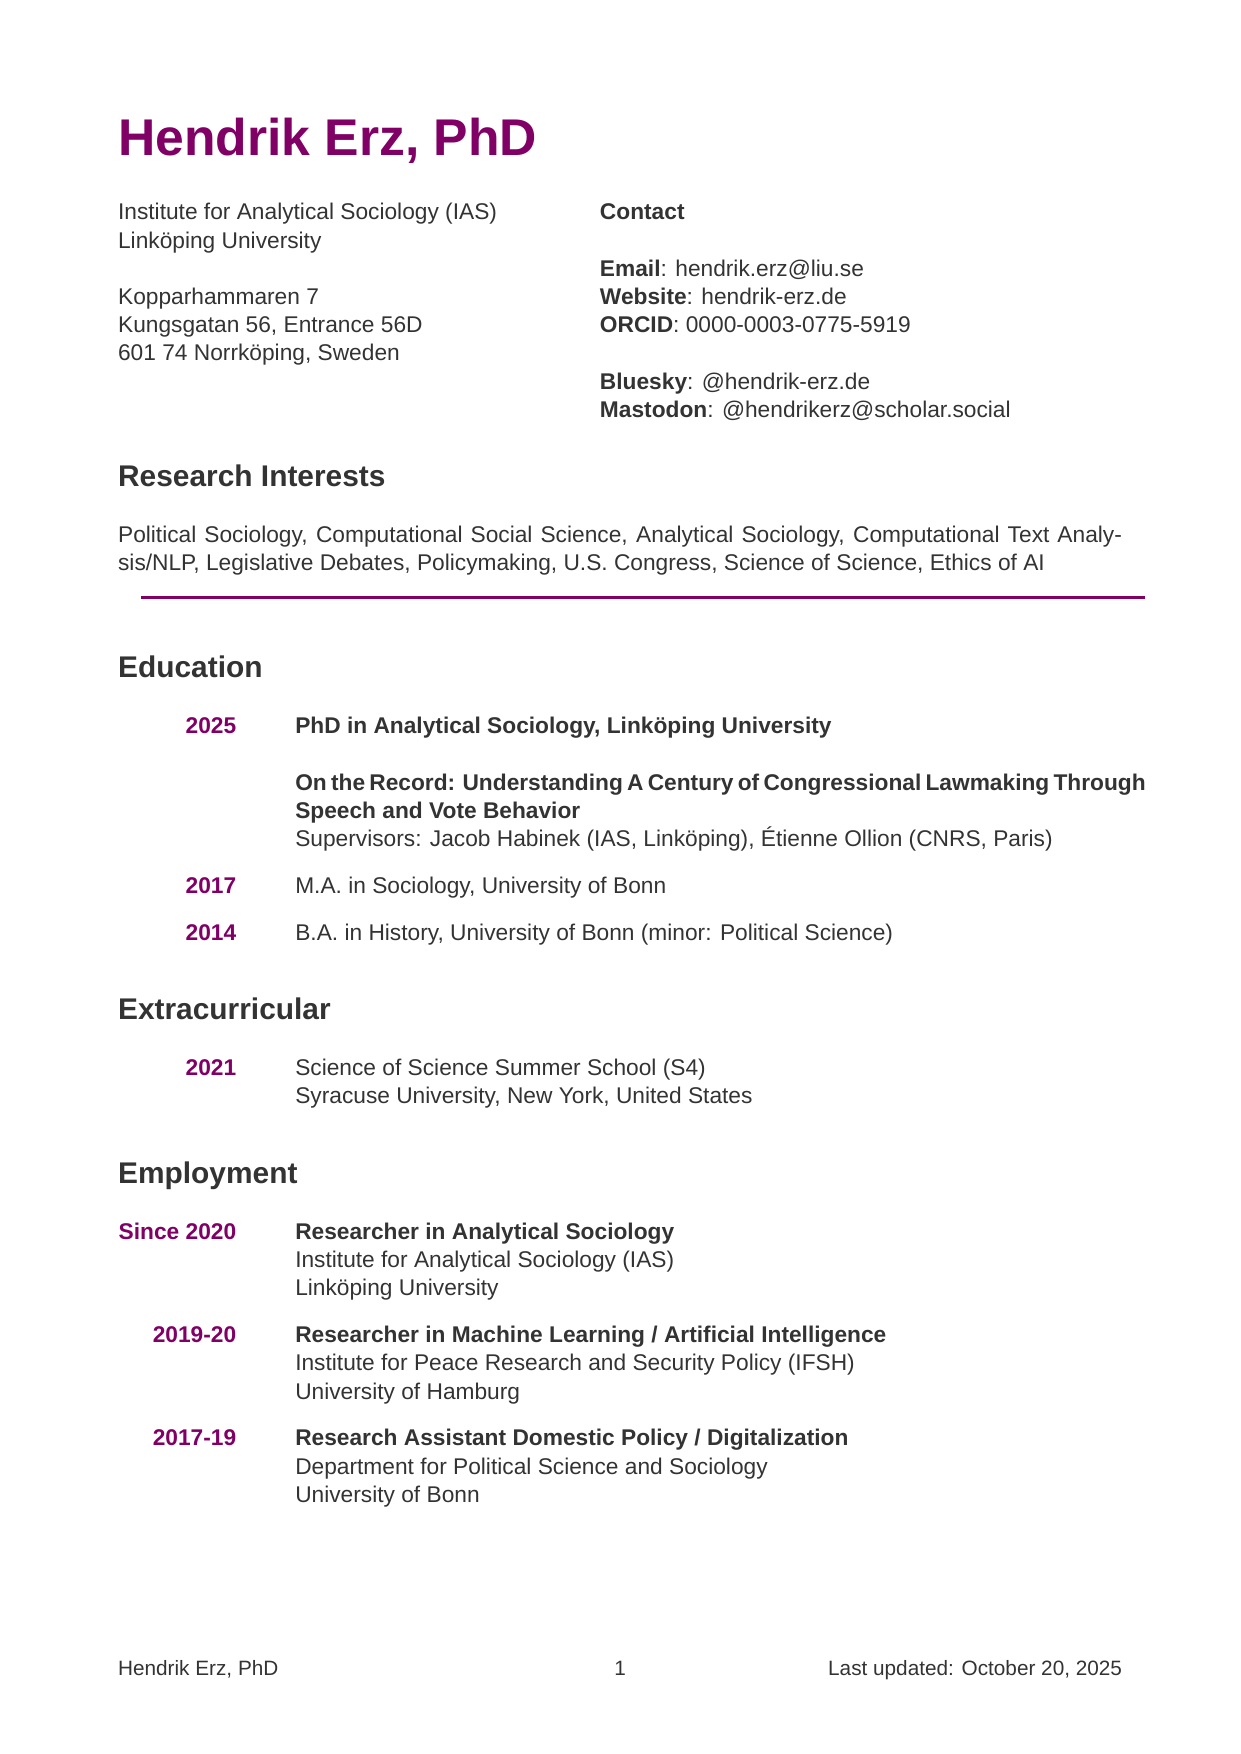 Hendrik Erz, PhD
Institute for Analytical Sociology (IAS)
Linköping University
Kopparhammaren 7
Kungsgatan 56, Entrance 56D
601 74 Norrköping, Sweden
Contact
Email: hendrik.erz@liu.se
Website: hendrik-erz.de
ORCID: 0000-0003-0775-5919
Bluesky: @hendrik-erz.de
Mastodon: @hendrikerz@scholar.social
Research Interests
Political Sociology, Computational Social Science, Analytical Sociology, Computational Text Analy-
sis/NLP, Legislative Debates, Policymaking, U.S. Congress, Science of Science, Ethics of AI
Education
2025 PhD in Analytical Sociology, Linköping University
On the Record: Understanding A Century of Congressional Lawmaking Through
Speech and Vote Behavior
Supervisors: Jacob Habinek (IAS, Linköping), Étienne Ollion (CNRS, Paris)
2017 M.A. in Sociology, University of Bonn
2014 B.A. in History, University of Bonn (minor: Political Science)
Extracurricular
2021 Science of Science Summer School (S4)
Syracuse University, New York, United States
Employment
Since 2020 Researcher in Analytical Sociology
Institute for Analytical Sociology (IAS)
Linköping University
2019-20 Researcher in Machine Learning / Artificial Intelligence
Institute for Peace Research and Security Policy (IFSH)
University of Hamburg
2017-19 Research Assistant Domestic Policy / Digitalization
Department for Political Science and Sociology
University of Bonn
Hendrik Erz, PhD 1 Last updated: October 20, 2025